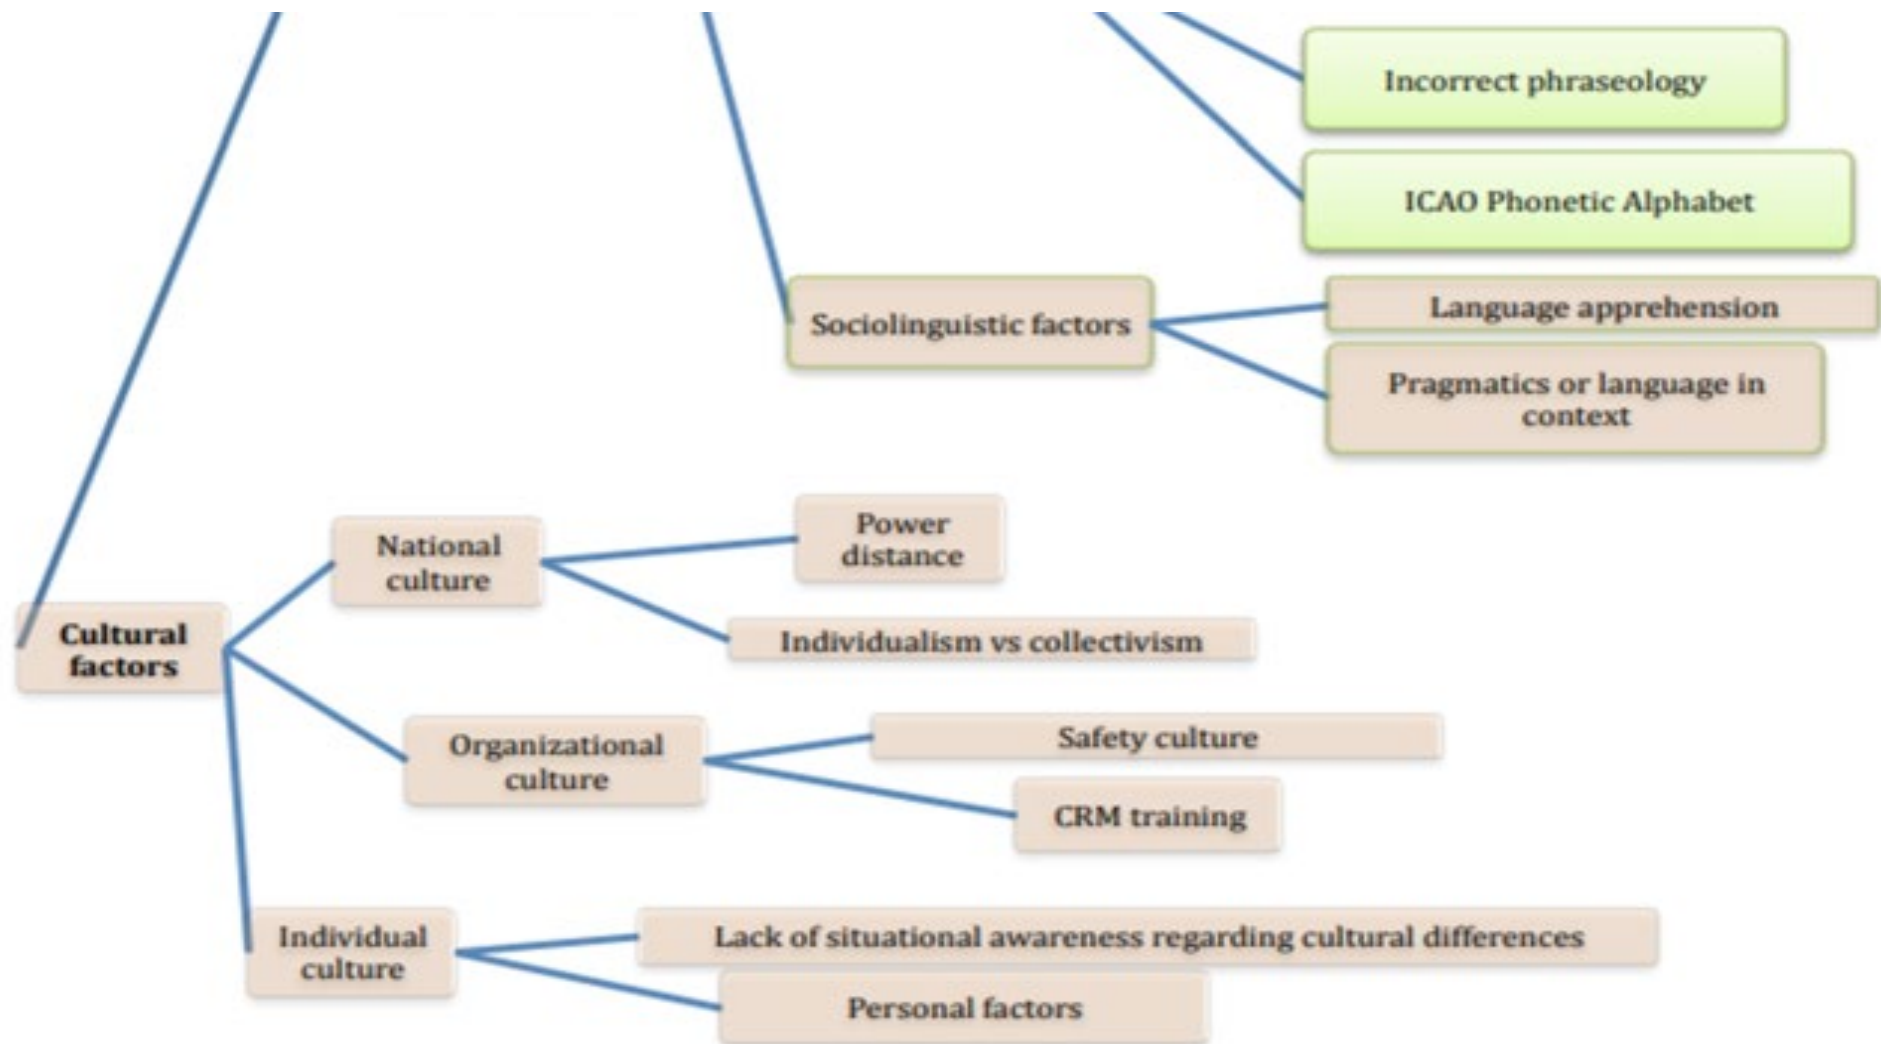 Incorrect phraseology
ICAO Phonetic Alphabet
Sociolinguistic factors
Language apprehension
Pragmatics or language in
context
National
culture
Power
distance
Individualism vs collectivism
Cultural
factors
Organizational
culture
Safety culture
CRM training
Individual
culture
Lack of situational awareness regarding cultural differences
Personal factors